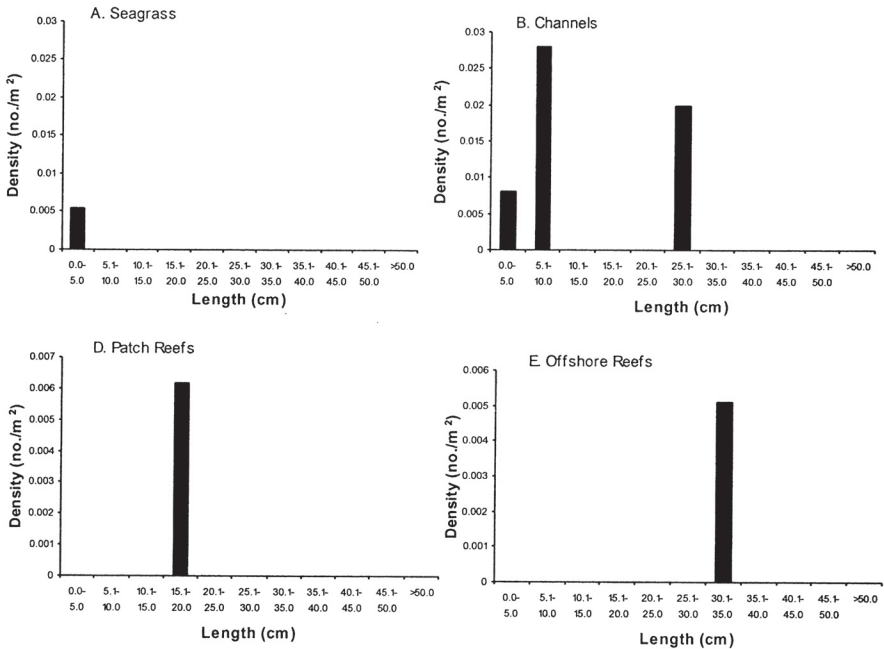 A. Seagrass
Density (no./m²)
0.03
0.025
0.02
0.015
0.01
0.005
0
0.0- 5.1- 10.1- 15.1- 20.1- 25.1- 30.1- 35.1- 40.1- 45.1- >50.0
5.0 10.0 15.0 20.0 25.0 30.0 35.0 40.0 45.0 50.0
Length (cm)
B. Channels
Density (no./m²)
0.03
0.025
0.02
0.015
0.01
0.005
0
0.0- 5.1- 10.1- 15.1- 20.1- 25.1- 30.1- 35.1- 40.1- 45.1- >50.0
5.0 10.0 15.0 20.0 25.0 30.0 35.0 40.0 45.0 50.0
Length (cm)
D. Patch Reefs
Density (no./m²)
0.007
0.006
0.005
0.004
0.003
0.002
0.001
0
0.0- 5.1- 10.1- 15.1- 20.1- 25.1- 30.1- 35.1- 40.1- 45.1- >50.0
5.0 10.0 15.0 20.0 25.0 30.0 35.0 40.0 45.0 50.0
Length (cm)
E. Offshore Reefs
Density (no./m²)
0.006
0.005
0.004
0.003
0.002
0.001
0
0.0- 5.1- 10.1- 15.1- 20.1- 25.1- 30.1- 35.1- 40.1- 45.1- >50.0
5.0 10.0 15.0 20.0 25.0 30.0 35.0 40.0 45.0 50.0
Length (cm)